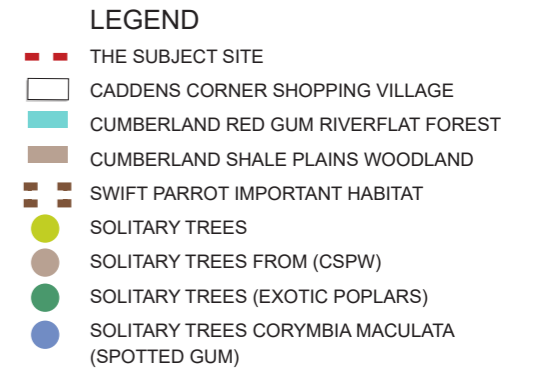 LEGEND
THE SUBJECT SITE
CADDENS CORNER SHOPPING VILLAGE
CUMBERLAND RED GUM RIVERFLAT FOREST
CUMBERLAND SHALE PLAINS WOODLAND
SWIFT PARROT IMPORTANT HABITAT
SOLITARY TREES
SOLITARY TREES FROM (CSPW)
SOLITARY TREES (EXOTIC POPLARS)
SOLITARY TREES CORYMBIA MACULATA
(SPOTTED GUM)